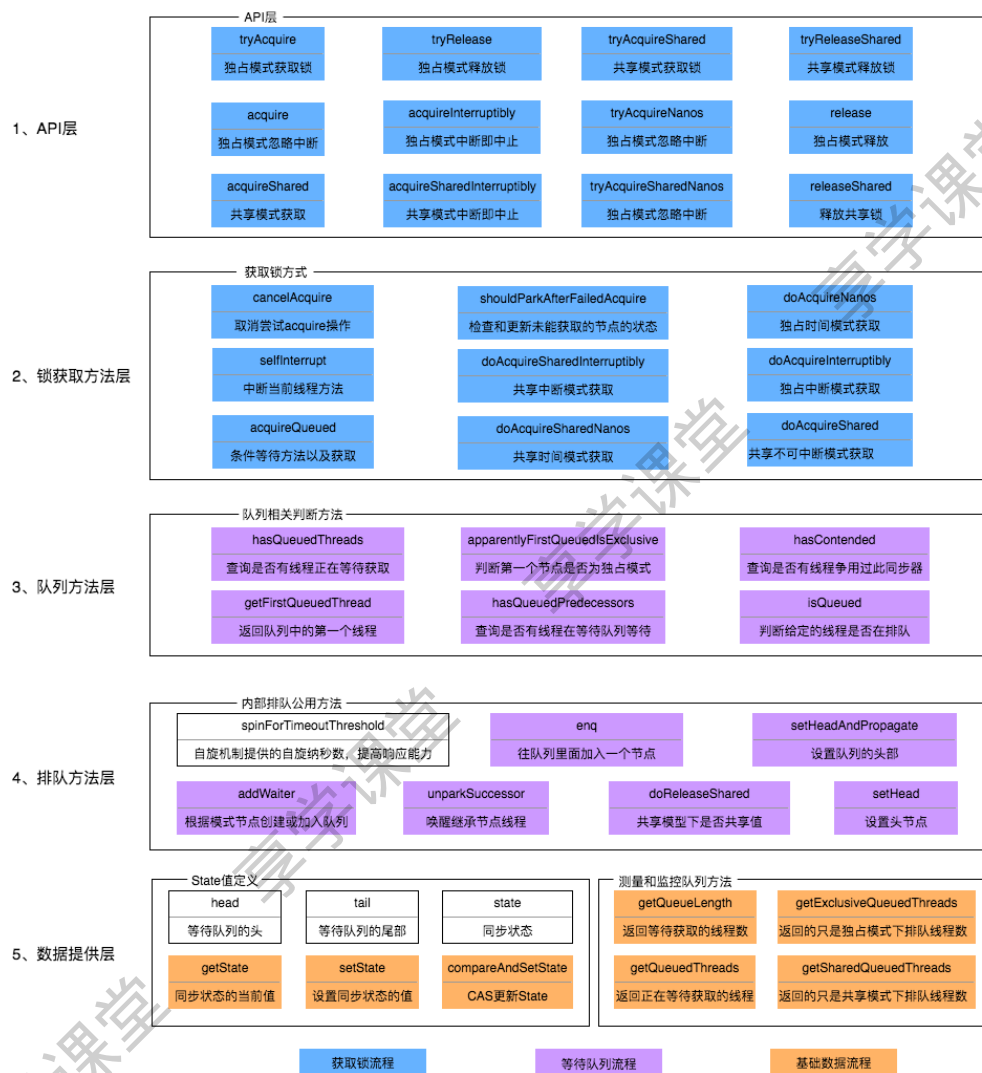 API层
tryAcquire
独占模式获取锁
tryRelease
独占模式释放锁
tryAcquireShared
共享模式获取锁
tryReleaseShared
共享模式释放锁
1、API层
acquire
独占模式忽略中断
acquireInterruptibly
独占模式中断即中止
tryAcquireNanos
独占模式忽略中断
release
独占模式释放
acquireShared
共享模式获取
acquireSharedInterruptibly
共享模式中断即中止
tryAcquireSharedNanos
独占模式忽略中断
releaseShared
释放共享锁
获取锁方式
cancelAcquire
取消尝试acquire操作
shouldParkAfterFailedAcquire
检查和更新未能获取的节点的状态
doAcquireNanos
独占时间模式获取
2、锁获取方法层
selfInterrupt
中断当前线程方法
doAcquireSharedInterruptibly
共享中断模式获取
doAcquireInterruptibly
独占中断模式获取
acquireQueued
条件等待方法以及获取
doAcquireSharedNanos
共享时间模式获取
doAcquireShared
共享不可中断模式获取
队列相关判断方法
hasQueuedThreads
查询是否有线程正在等待获取
apparentlyFirstQueuedIsExclusive
判断第一个节点是否为独占模式
hasContended
查询是否有线程争用过此同步器
3、队列方法层
getFirstQueuedThread
返回队列中的第一个线程
hasQueuedPredecessors
查询是否有线程在等待队列等待
isQueued
判断给定的线程是否在排队
内部排队公用方法
spinForTimeoutThreshold
自旋机制提供的自旋纳秒数，提高响应能力
enq
往队列里面加入一个节点
setHeadAndPropagate
设置队列的头部
4、排队方法层
addWaiter
根据模式节点创建或加入队列
unparkSuccessor
唤醒继承节点线程
doReleaseShared
共享模型下是否共享值
setHead
设置头节点
State值定义
head
等待队列的头
tail
等待队列的尾部
state
同步状态
测量和监控队列方法
getQueueLength
返回等待获取的线程数
getExclusiveQueuedThreads
返回的只是独占模式下排队线程数
5、数据提供层
getState
同步状态的当前值
setState
设置同步状态的值
compareAndSetState
CAS更新State
getQueuedThreads
返回正在等待获取的线程
getSharedQueuedThreads
返回的只是共享模式下排队线程数
获取锁流程
等待队列流程
基础数据流程
享学课堂
享学课堂
享学课堂
课堂